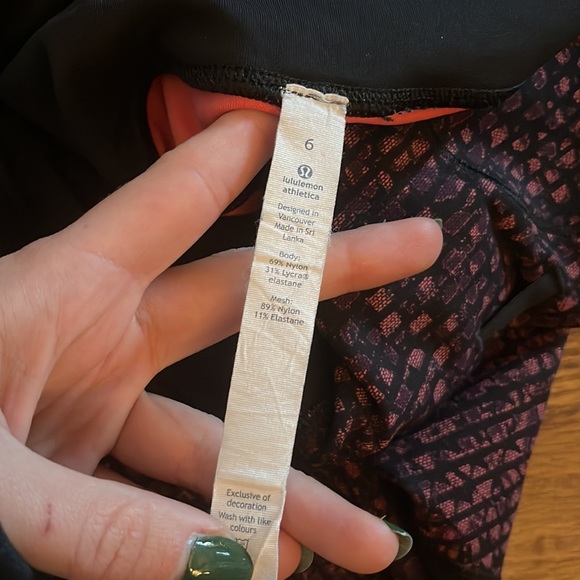 6
lululemon
athletica
Designed in
Vancouver
Made in Sri
Lanka
Body:
69% Nylon
31% Lycra®
elastane
Mesh:
89% Nylon
11% Elastane
Exclusive of
decoration
Wash with like
colours